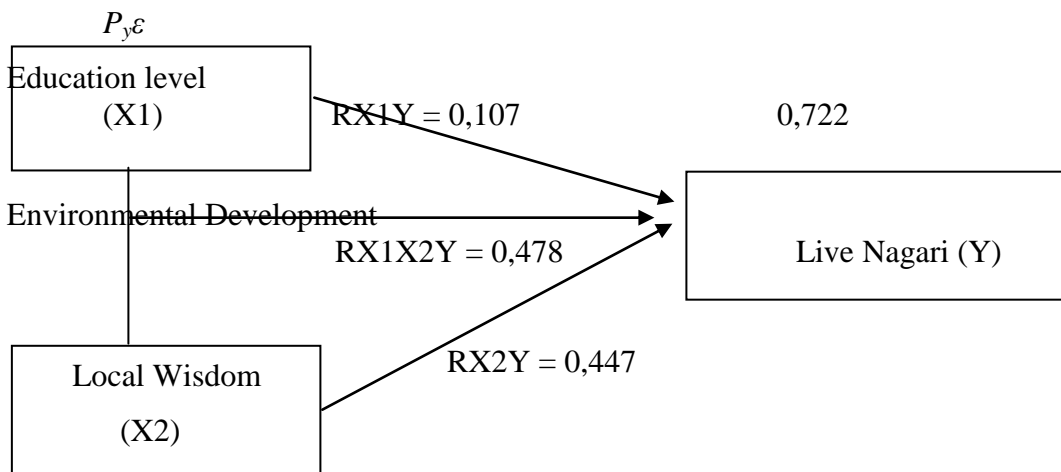 P_yε
Education level
(X1)
RX1Y = 0,107
0,722
Environmental Development
RX1X2Y = 0,478
Live Nagari (Y)
RX2Y = 0,447
Local Wisdom
(X2)